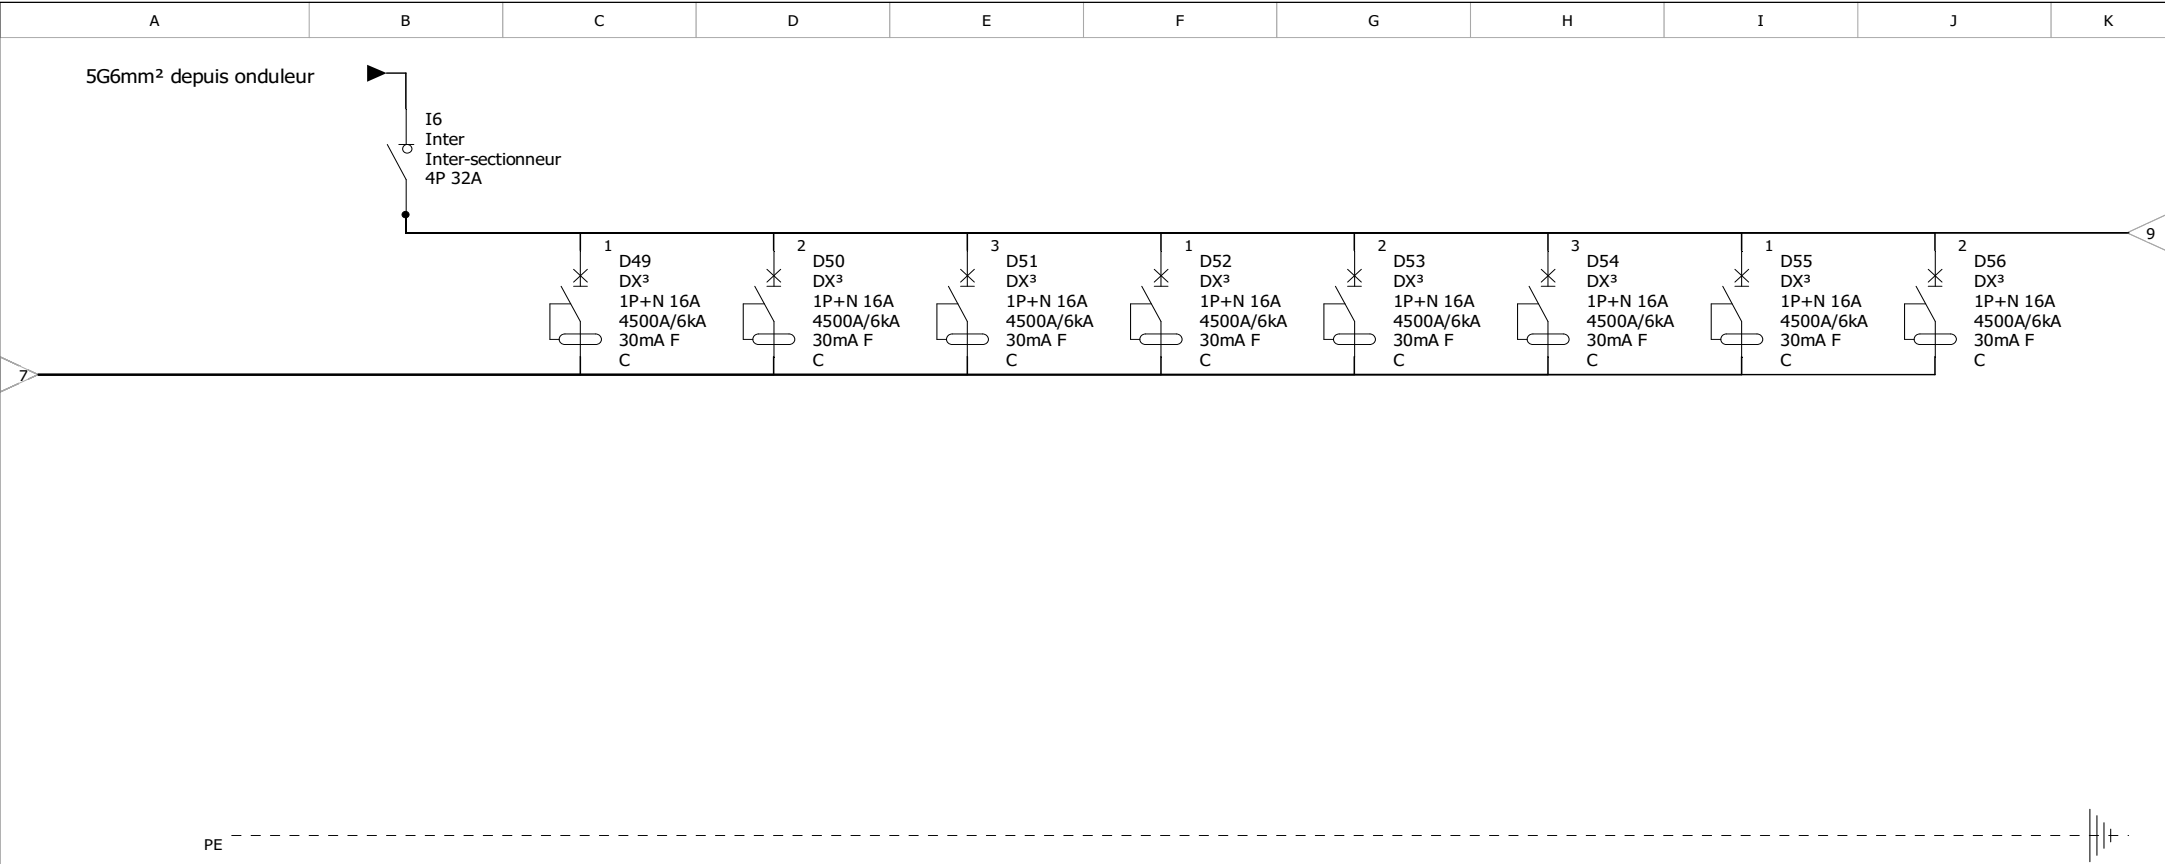 A B C D E F G H I J K
5G6mm² depuis onduleur
I6
Inter
Inter-sectionneur
4P 32A
9
1 2 3 1 2 3 1 2
D49 D50 D51 D52 D53 D54 D55 D56
DX³ DX³ DX³ DX³ DX³ DX³ DX³ DX³
1P+N 16A 1P+N 16A 1P+N 16A 1P+N 16A 1P+N 16A 1P+N 16A 1P+N 16A 1P+N 16A
4500A/6kA 4500A/6kA 4500A/6kA 4500A/6kA 4500A/6kA 4500A/6kA 4500A/6kA 4500A/6kA
30mA F 30mA F 30mA F 30mA F 30mA F 30mA F 30mA F 30mA F
C C C C C C C C
7
PE